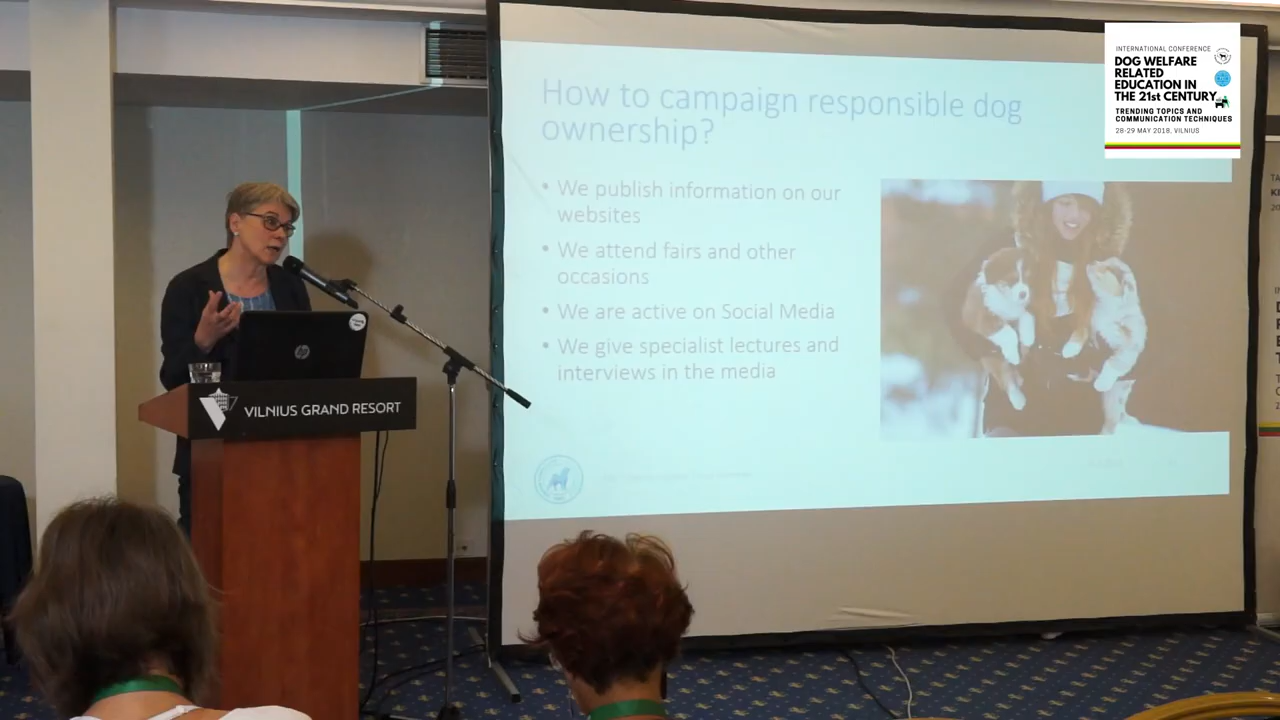 INTERNATIONAL CONFERENCE
DOG WELFARE
RELATED
EDUCATION IN
THE 21st CENTURY
TRENDING TOPICS AND
COMMUNICATION TECHNIQUES
28-29 MAY 2018, VILNIUS
How to campaign responsible dog
ownership?
• We publish information on our
websites
• We attend fairs and other
occasions
• We are active on Social Media
• We give specialist lectures and
interviews in the media
hp
VILNIUS GRAND RESORT